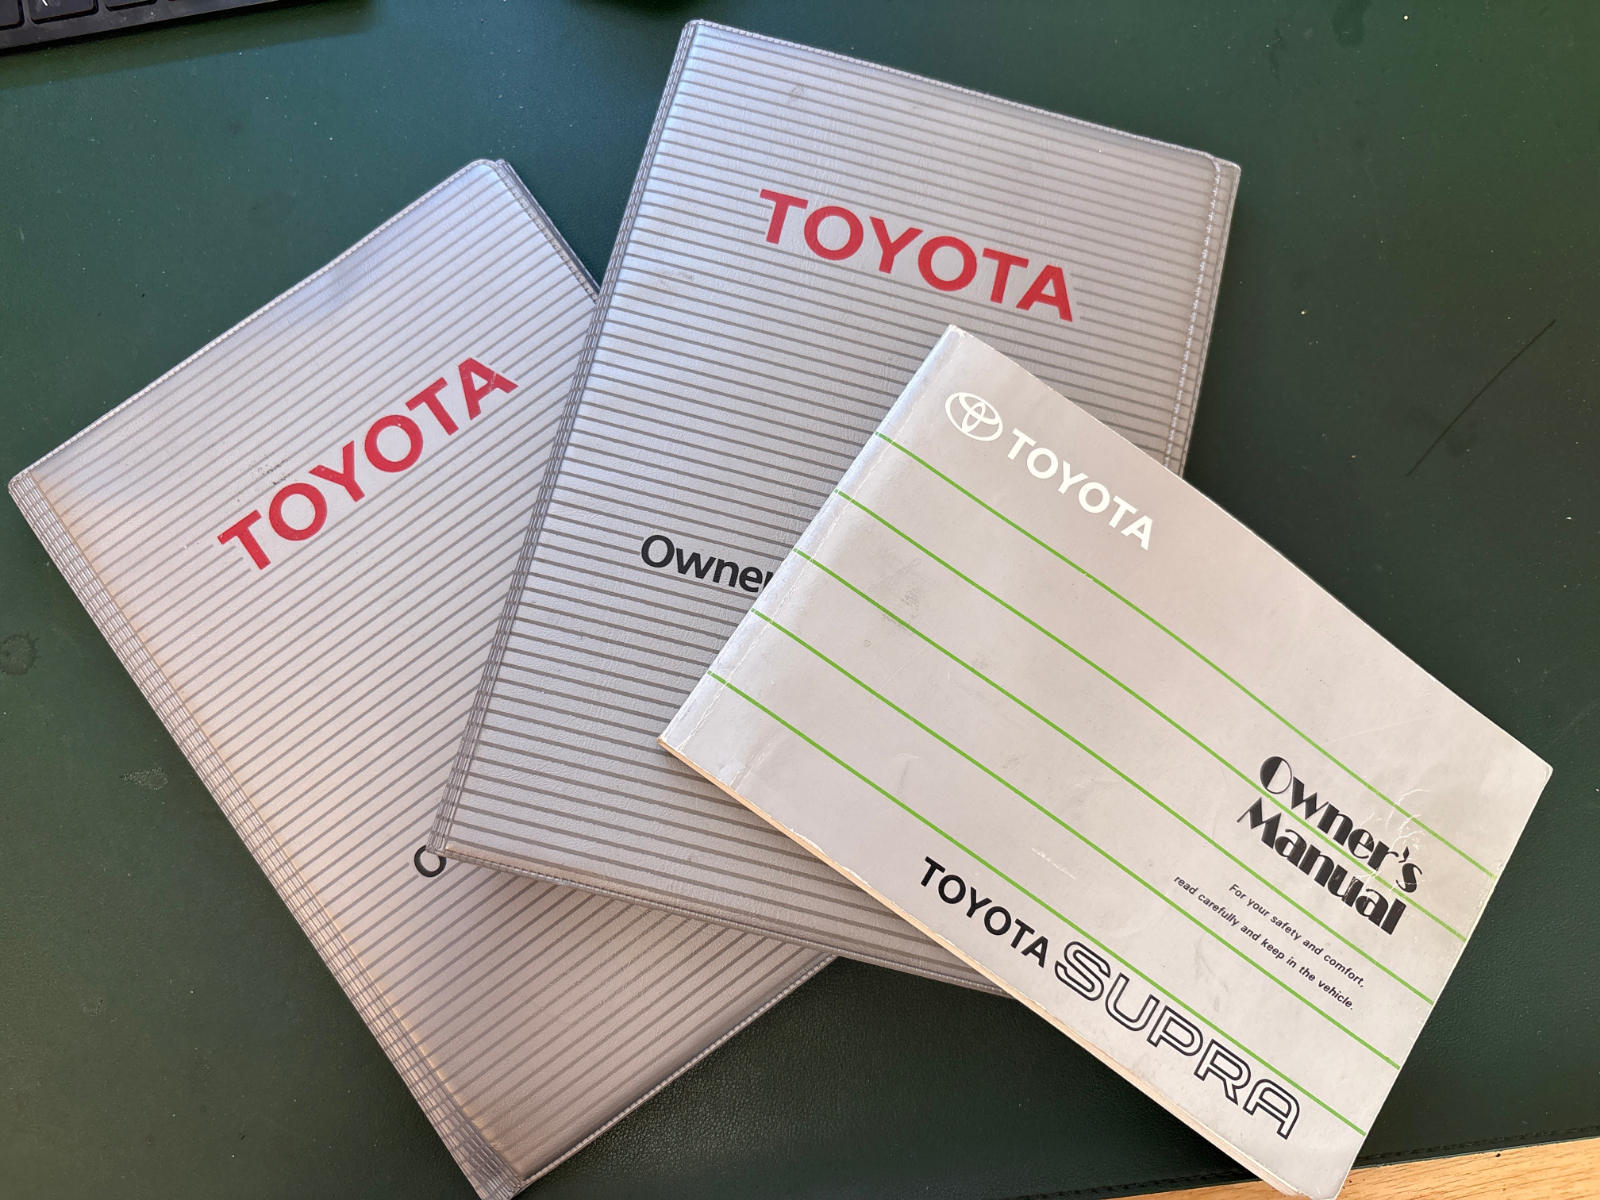 TOYOTA
TOYOTA
Owner
TOYOTA
Owner's
Manual
For your safety and comfort,
read carefully and keep in the vehicle.
TOYOTA SUPRA